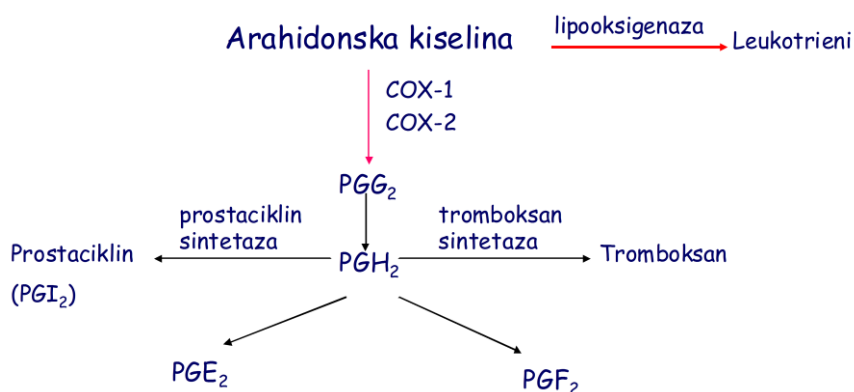 Arahidonska kiselina
lipooksigenaza
Leukotrieni
COX-1
COX-2
PGG₂
prostaciklin
sintetaza
tromboksan
sintetaza
Prostaciklin
(PGI₂)
PGH₂
Tromboksan
PGE₂
PGF₂